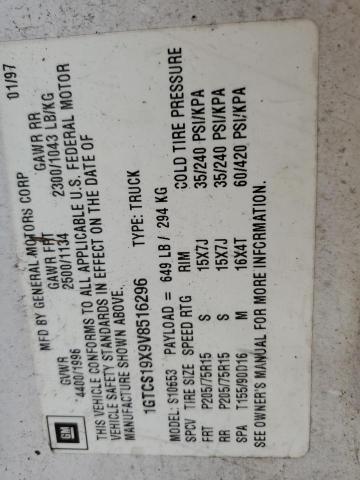 MFD BY GENERAL MOTORS CORP 01/97
GVWR GAWR FRT GAWR RR
4400/1996 2500/1134 2300/1043 LB/KG
THIS VEHICLE CONFORMS TO ALL APPLICABLE U.S. FEDERAL MOTOR
VEHICLE SAFETY STANDARDS IN EFFECT ON THE DATE OF
MANUFACTURE SHOWN ABOVE.
1GTCS19X9V8516296 TYPE: TRUCK
MODEL: S10653 PAYLOAD = 649 LB / 294 KG
SPCV TIRE SIZE SPEED RTG RIM COLD TIRE PRESSURE
FRT P205/75R15 S 15X7J 35/240 PSI/KPA
RR P205/75R15 S 15X7J 35/240 PSI/KPA
SPA T155/90D16 M 16X4T 60/420 PSI/KPA
SEE OWNER'S MANUAL FOR MORE INFORMATION.
GM